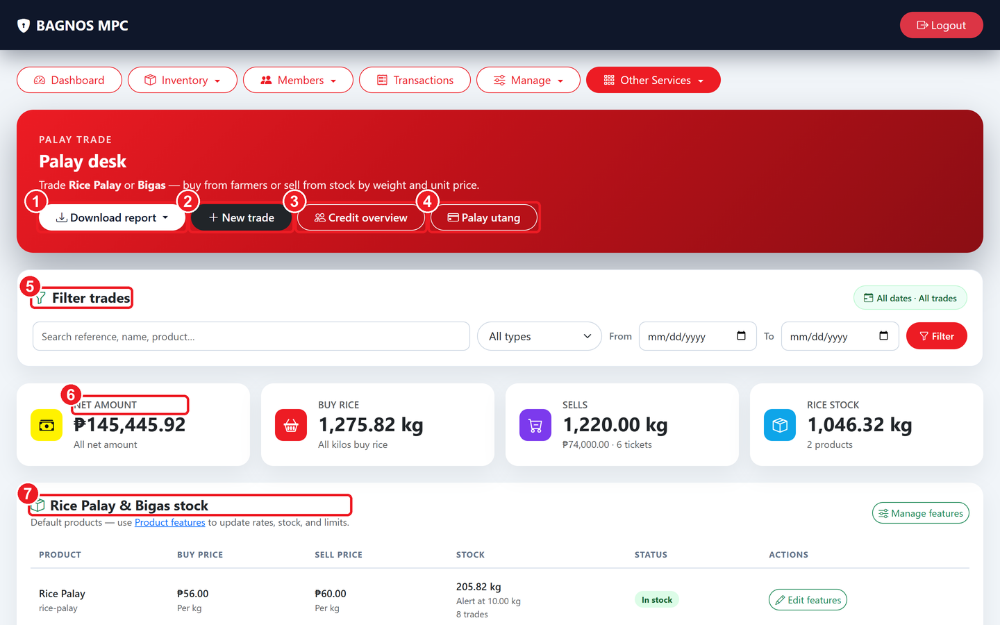 BAGNOS MPC
Logout
Dashboard
Inventory
Members
Transactions
Manage
Other Services
PALAY TRADE
Palay desk
Trade Rice Palay or Bigas — buy from farmers or sell from stock by weight and unit price.
1
2
3
4
Download report
New trade
Credit overview
Palay utang
5
Filter trades
All dates · All trades
Search reference, name, product...
All types
From
mm/dd/yyyy
To
mm/dd/yyyy
Filter
6
NET AMOUNT
₱145,445.92
All net amount
BUY RICE
1,275.82 kg
All kilos buy rice
SELLS
1,220.00 kg
₱74,000.00 · 6 tickets
RICE STOCK
1,046.32 kg
2 products
7
Rice Palay & Bigas stock
Default products — use Product features to update rates, stock, and limits.
Manage features
PRODUCT BUY PRICE SELL PRICE STOCK STATUS ACTIONS
Rice Palay
rice-palay
₱56.00
Per kg
₱60.00
Per kg
205.82 kg
Alert at 10.00 kg
8 trades
In stock
Edit features